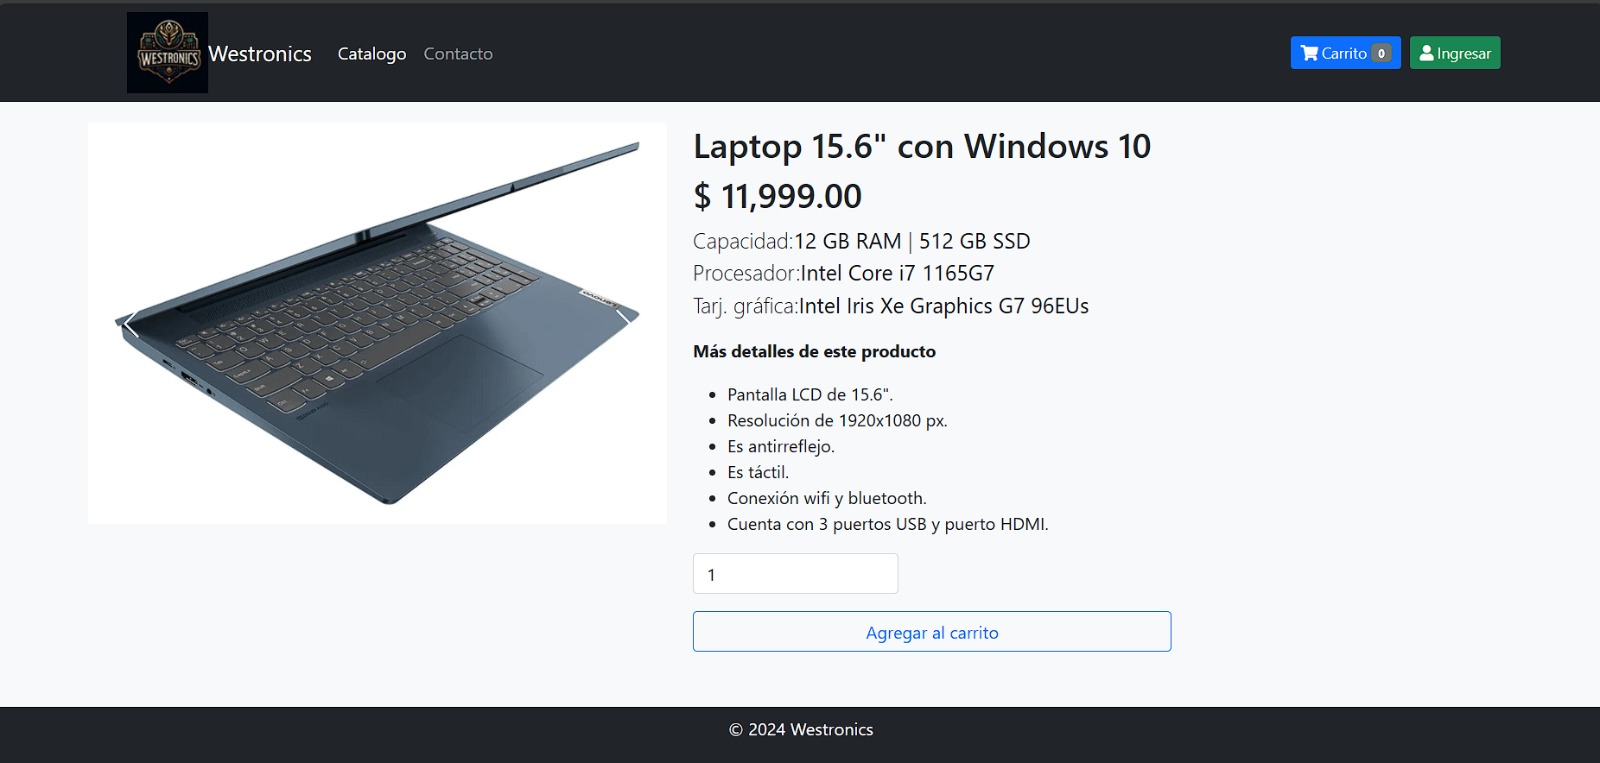 WESTRONICS
Westronics
Catalogo
Contacto
Carrito 0
Ingresar
Laptop 15.6" con Windows 10
$ 11,999.00
Capacidad:12 GB RAM | 512 GB SSD
Procesador:Intel Core i7 1165G7
Tarj. gráfica:Intel Iris Xe Graphics G7 96EUs
Más detalles de este producto
Pantalla LCD de 15.6".
Resolución de 1920x1080 px.
Es antirreflejo.
Es táctil.
Conexión wifi y bluetooth.
Cuenta con 3 puertos USB y puerto HDMI.
1
Agregar al carrito
© 2024 Westronics